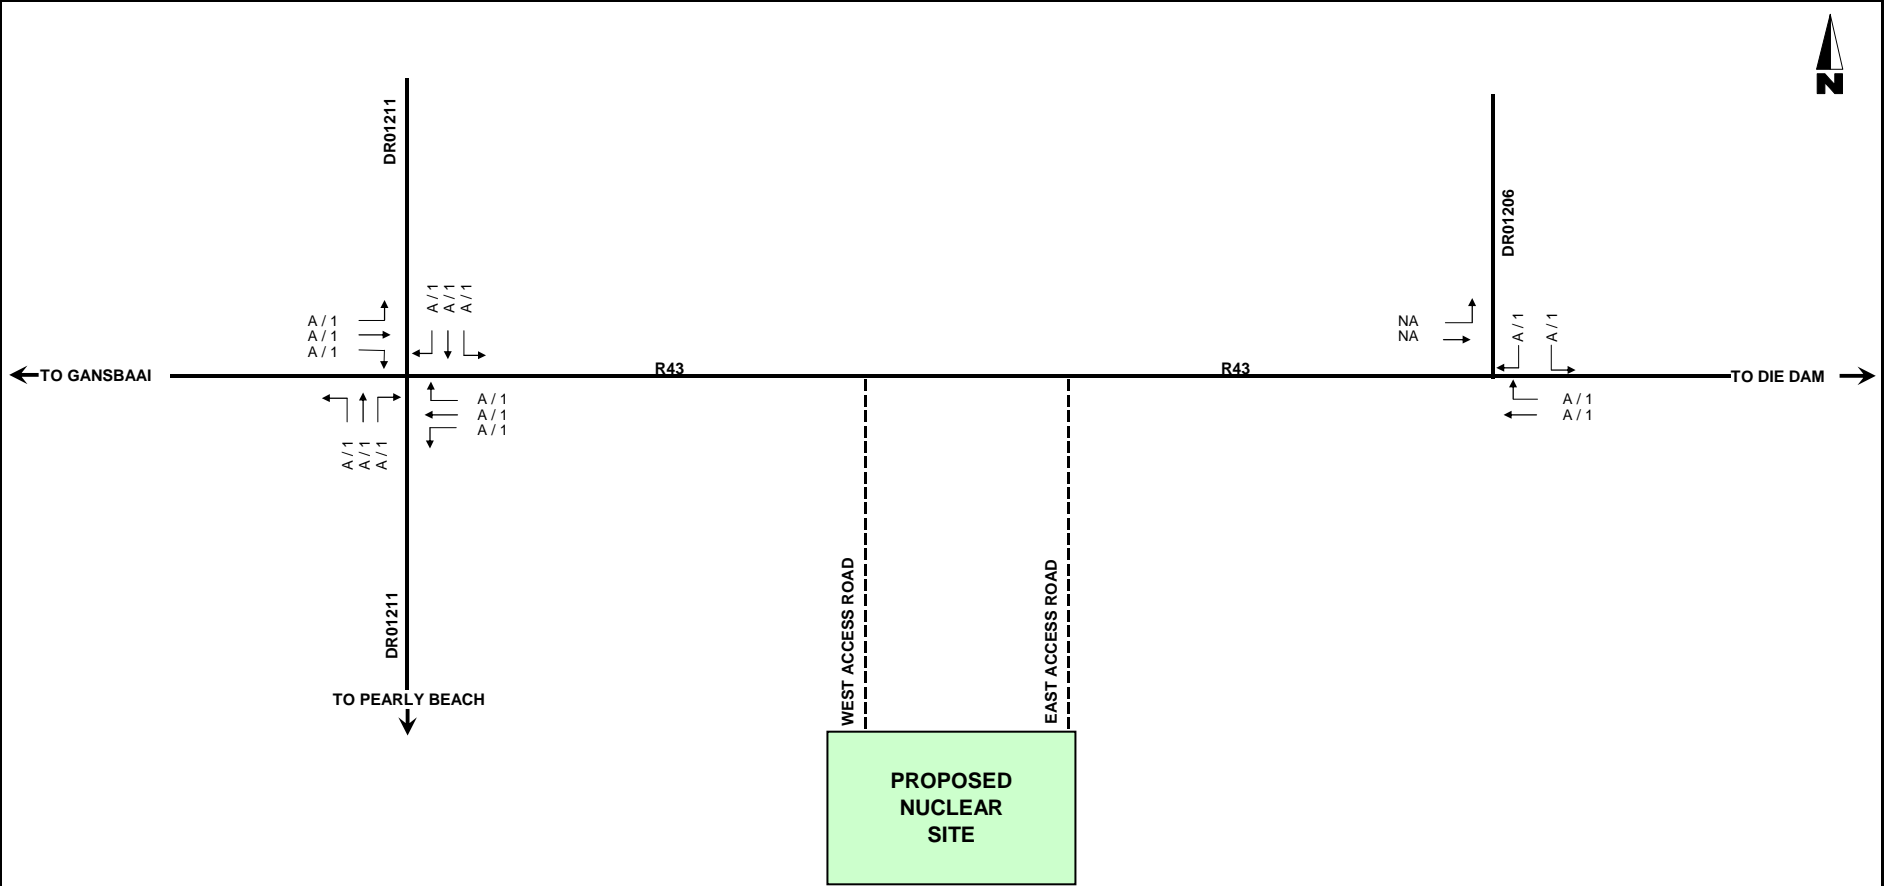 N
DR01211
DR01206
A / 1
A / 1
A / 1
A / 1
A / 1
A / 1
NA
NA
A / 1
A / 1
TO GANSBAAI
R43
R43
TO DIE DAM
A / 1
A / 1
A / 1
A / 1
A / 1
A / 1
A / 1
A / 1
DR01211
TO PEARLY BEACH
WEST ACCESS ROAD
EAST ACCESS ROAD
PROPOSED
NUCLEAR
SITE